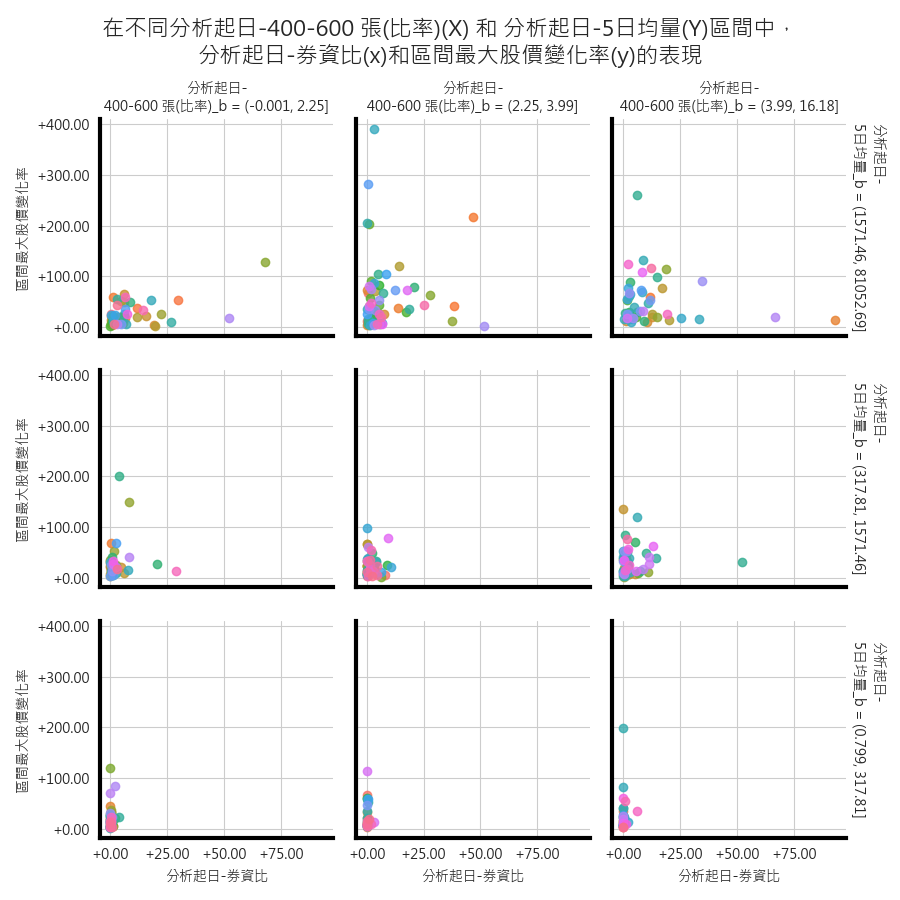 在不同分析起日-400-600 張(比率)(X) 和 分析起日-5日均量(Y)區間中，
分析起日-券資比(x)和區間最大股價變化率(y)的表現
分析起日-
400-600 張(比率)_b = (-0.001, 2.25]
分析起日-
400-600 張(比率)_b = (2.25, 3.99]
分析起日-
400-600 張(比率)_b = (3.99, 16.18]
區間最大股價變化率
+400.00
+300.00
+200.00
+100.00
+0.00
分析起日-
5日均量_b = (1571.46, 81052.69]
區間最大股價變化率
+400.00
+300.00
+200.00
+100.00
+0.00
分析起日-
5日均量_b = (317.81, 1571.46]
區間最大股價變化率
+400.00
+300.00
+200.00
+100.00
+0.00
分析起日-
5日均量_b = (0.799, 317.81]
+0.00 +25.00 +50.00 +75.00
+0.00 +25.00 +50.00 +75.00
+0.00 +25.00 +50.00 +75.00
分析起日-券資比
分析起日-券資比
分析起日-券資比